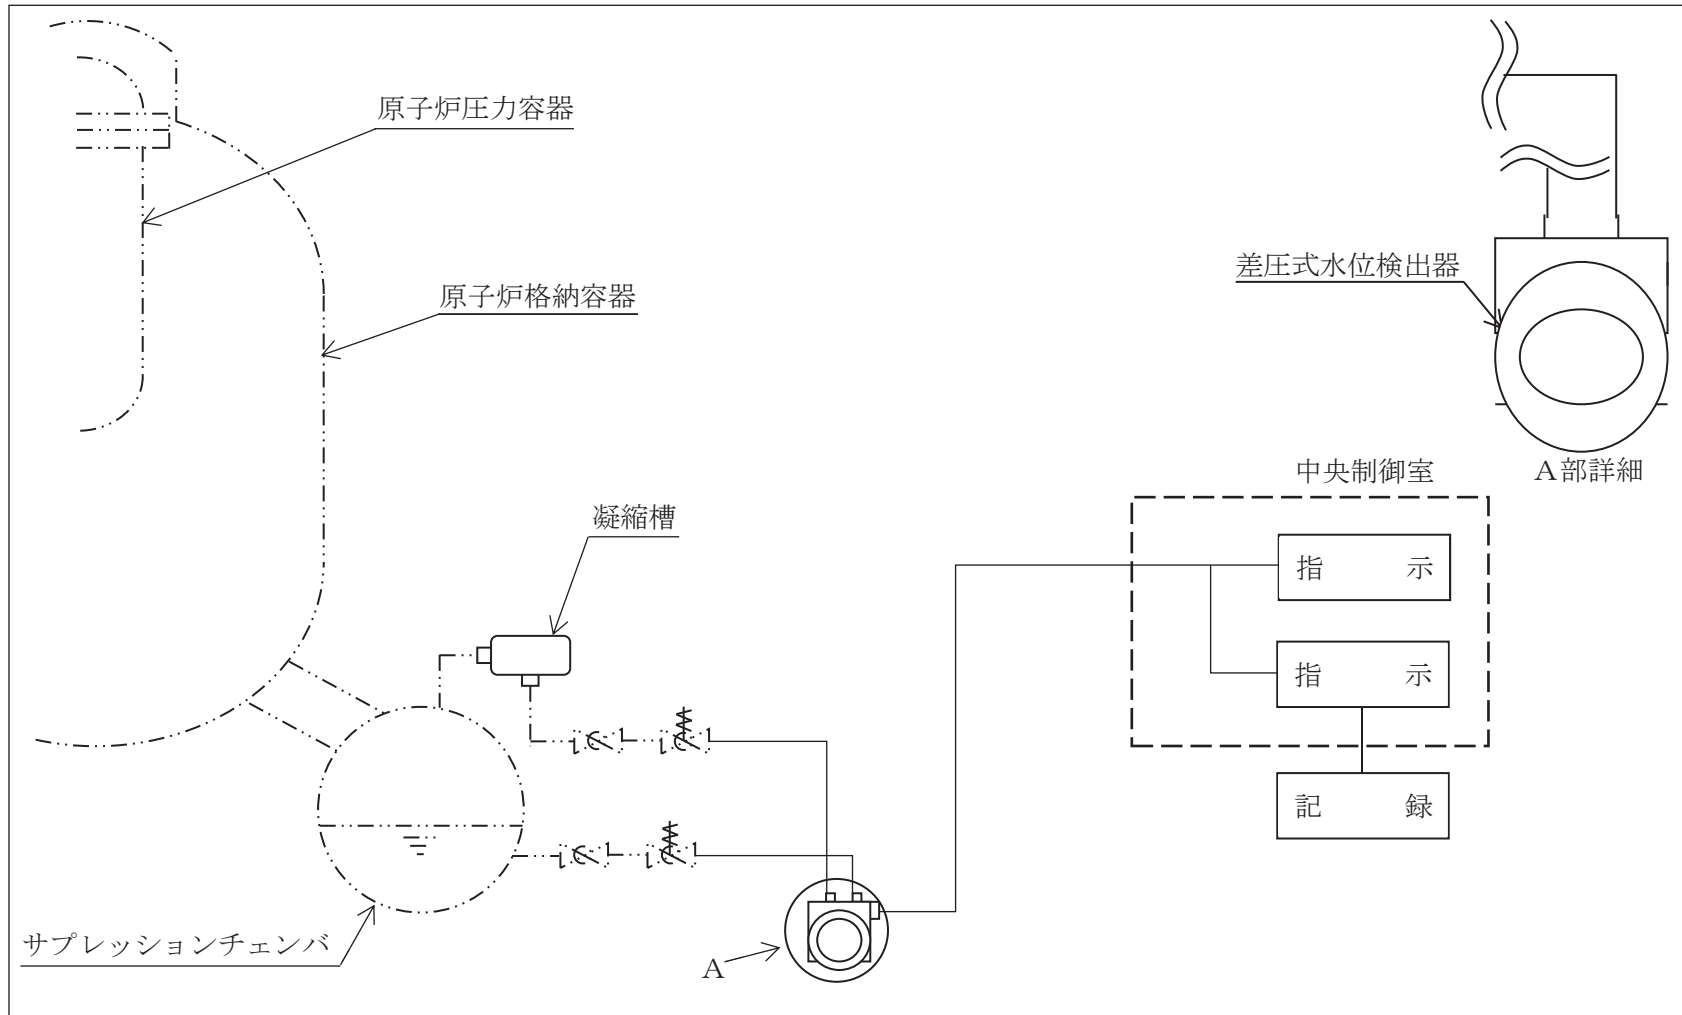 原子炉圧力容器
差圧式水位検出器
原子炉格納容器
A部詳細
中央制御室
凝縮槽
指 示
指 示
記 録
サプレッションチェンバ
A